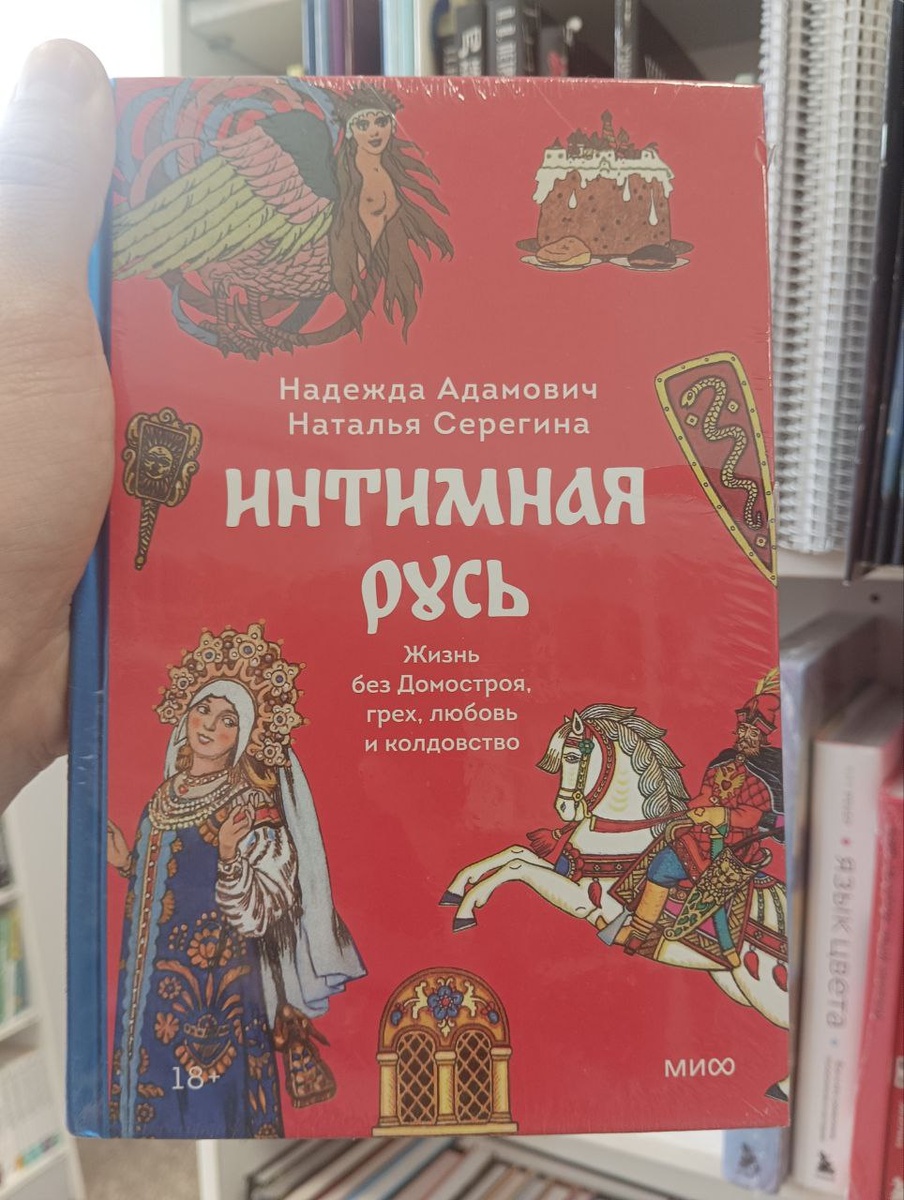 Надежда Адамович
Наталья Серегина
ИНТИМНАЯ
РУСЬ
Жизнь
без Домостроя,
грех, любовь
и колдовство
18+
МИФ
ЯЗЫК ЦВЕТА